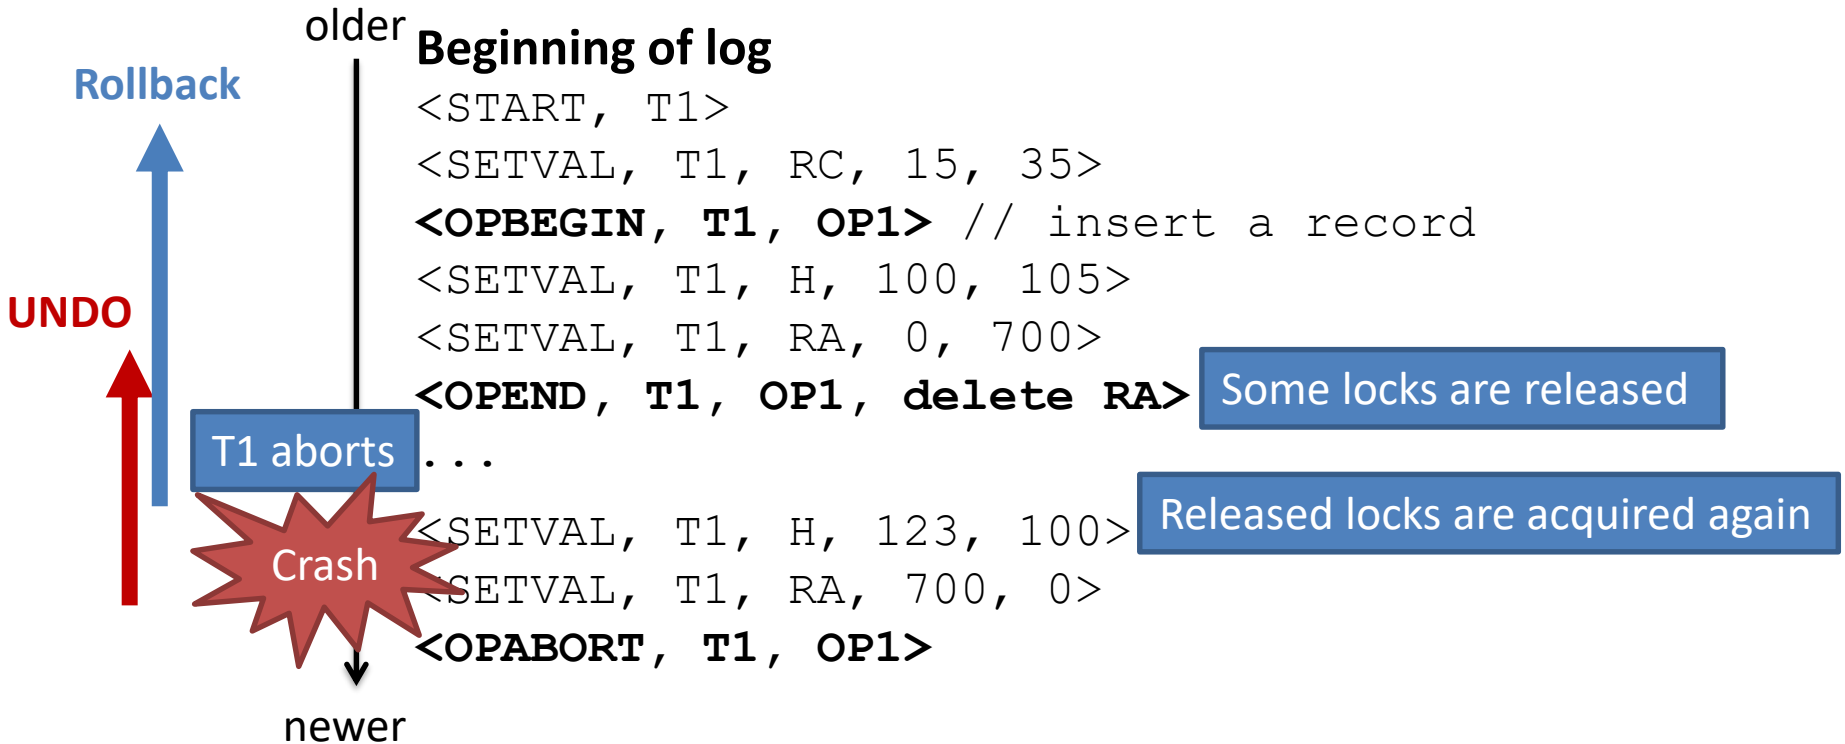 older
Beginning of log
Rollback
<START, T1>
<SETVAL, T1, RC, 15, 35>
<OPBEGIN, T1, OP1> // insert a record
<SETVAL, T1, H, 100, 105>
UNDO
<SETVAL, T1, RA, 0, 700>
<OPEND, T1, OP1, delete RA>
Some locks are released
T1 aborts
...
<SETVAL, T1, H, 123, 100>
Released locks are acquired again
Crash
<SETVAL, T1, RA, 700, 0>
<OPABORT, T1, OP1>
newer